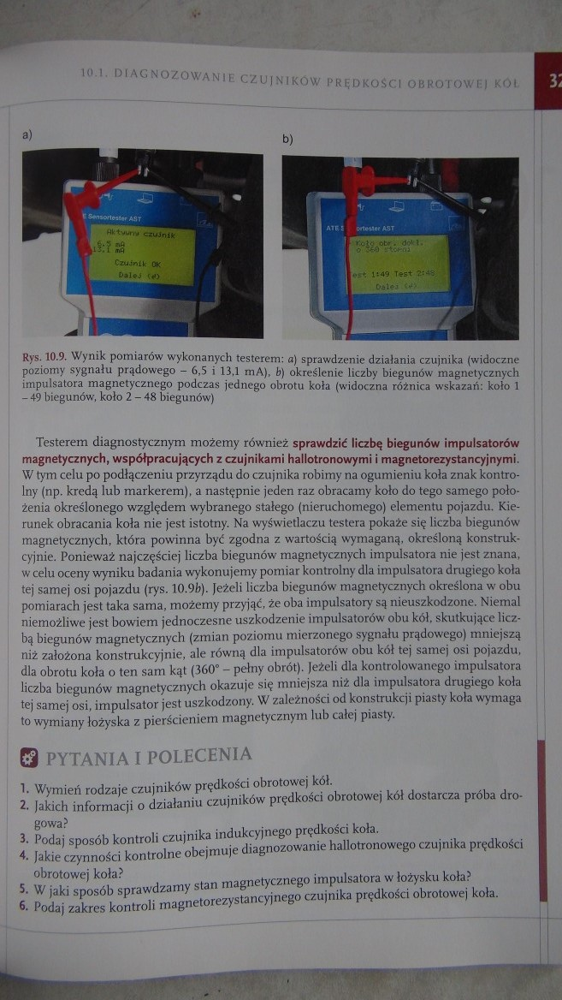 10.1. DIAGNOZOWANIE CZUJNIKÓW PRĘDKOŚCI OBROTOWEJ KÓŁ
a)
b)
Sensortester AST
Aktywny czujnik
6,5 mA
13,1 mA
Czujnik OK
Dalej (↵)
ATE S ortester AST
Koło obr. dokł.
o 360 stopni
est 1:49 Test 2:48
Dalej (↵)
Rys. 10.9. Wynik pomiarów wykonanych testerem: a) sprawdzenie działania czujnika (widoczne
poziomy sygnału prądowego – 6,5 i 13,1 mA), b) określenie liczby biegunów magnetycznych
impulsatora magnetycznego podczas jednego obrotu koła (widoczna różnica wskazań: koło 1
– 49 biegunów, koło 2 – 48 biegunów)
Testerem diagnostycznym możemy również sprawdzić liczbę biegunów impulsatorów
magnetycznych, współpracujących z czujnikami hallotronowymi i magnetorezystancyjnymi.
W tym celu po podłączeniu przyrządu do czujnika robimy na ogumieniu koła znak kontro-
lny (np. kredą lub markerem), a następnie jeden raz obracamy koło do tego samego poło-
żenia określonego względem wybranego stałego (nieruchomego) elementu pojazdu. Kie-
runek obracania koła nie jest istotny. Na wyświetlaczu testera pokaże się liczba biegunów
magnetycznych, która powinna być zgodna z wartością wymaganą, określoną konstruk-
cyjnie. Ponieważ najczęściej liczba biegunów magnetycznych impulsatora nie jest znana,
w celu oceny wyniku badania wykonujemy pomiar kontrolny dla impulsatora drugiego koła
tej samej osi pojazdu (rys. 10.9b). Jeżeli liczba biegunów magnetycznych określona w obu
pomiarach jest taka sama, możemy przyjąć, że oba impulsatory są nieuszkodzone. Niemal
niemożliwe jest bowiem jednoczesne uszkodzenie impulsatorów obu kół, skutkujące licz-
bą biegunów magnetycznych (zmian poziomu mierzonego sygnału prądowego) mniejszą
niż założona konstrukcyjnie, ale równą dla impulsatorów obu kół tej samej osi pojazdu,
dla obrotu koła o ten sam kąt (360° – pełny obrót). Jeżeli dla kontrolowanego impulsatora
liczba biegunów magnetycznych okazuje się mniejsza niż dla impulsatora drugiego koła
tej samej osi, impulsator jest uszkodzony. W zależności od konstrukcji piasty koła wymaga
to wymiany łożyska z pierścieniem magnetycznym lub całej piasty.
PYTANIA I POLECENIA
1. Wymień rodzaje czujników prędkości obrotowej kół.
2. Jakich informacji o działaniu czujników prędkości obrotowej kół dostarcza próba dro-
gowa?
3. Podaj sposób kontroli czujnika indukcyjnego prędkości koła.
4. Jakie czynności kontrolne obejmuje diagnozowanie hallotronowego czujnika prędkości
obrotowej koła?
5. W jaki sposób sprawdzamy stan magnetycznego impulsatora w łożysku koła?
6. Podaj zakres kontroli magnetorezystancyjnego czujnika prędkości obrotowej koła.